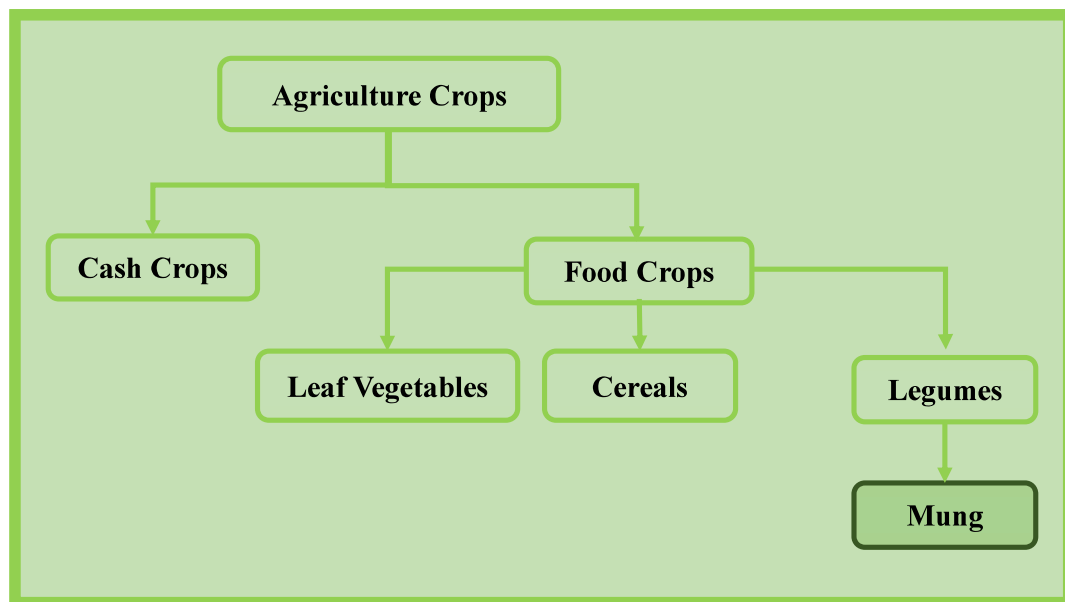 Agriculture Crops
Cash Crops
Food Crops
Leaf Vegetables
Cereals
Legumes
Mung